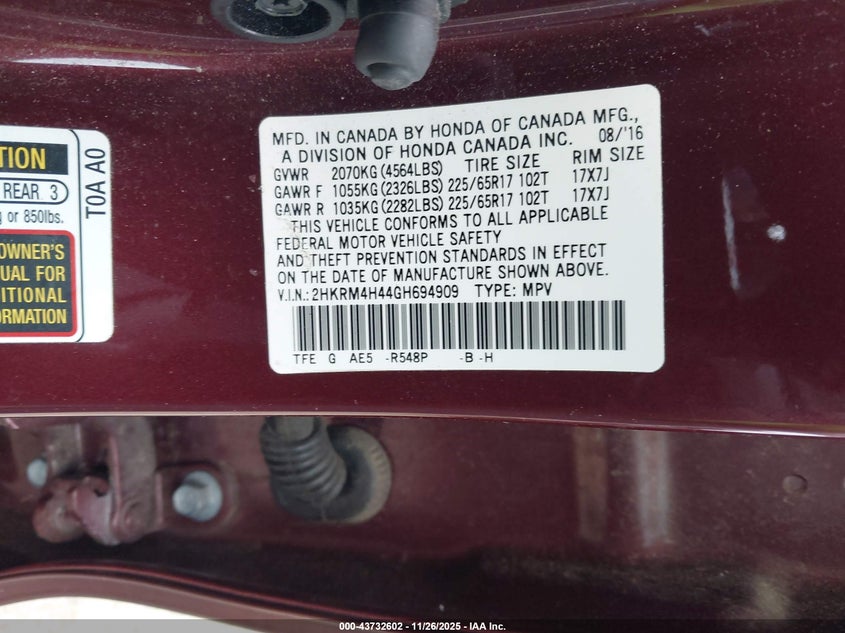 TION
REAR 3
g or 850lbs.
OWNER'S
UAL FOR
ITIONAL
ORMATION
T0A A0
MFD. IN CANADA BY HONDA OF CANADA MFG.,
A DIVISION OF HONDA CANADA INC. 08/'16
GVWR 2070KG(4564LBS) TIRE SIZE RIM SIZE
GAWR F 1055KG(2326LBS) 225/65R17 102T 17X7J
GAWR R 1035KG(2282LBS) 225/65R17 102T 17X7J
THIS VEHICLE CONFORMS TO ALL APPLICABLE
FEDERAL MOTOR VEHICLE SAFETY
AND THEFT PREVENTION STANDARDS IN EFFECT
ON THE DATE OF MANUFACTURE SHOWN ABOVE.
V.I.N.: 2HKRM4H44GH694909 TYPE: MPV
TFE G AE5 -R548P -B -H
000-43732602 - 11/26/2025 - IAA Inc.